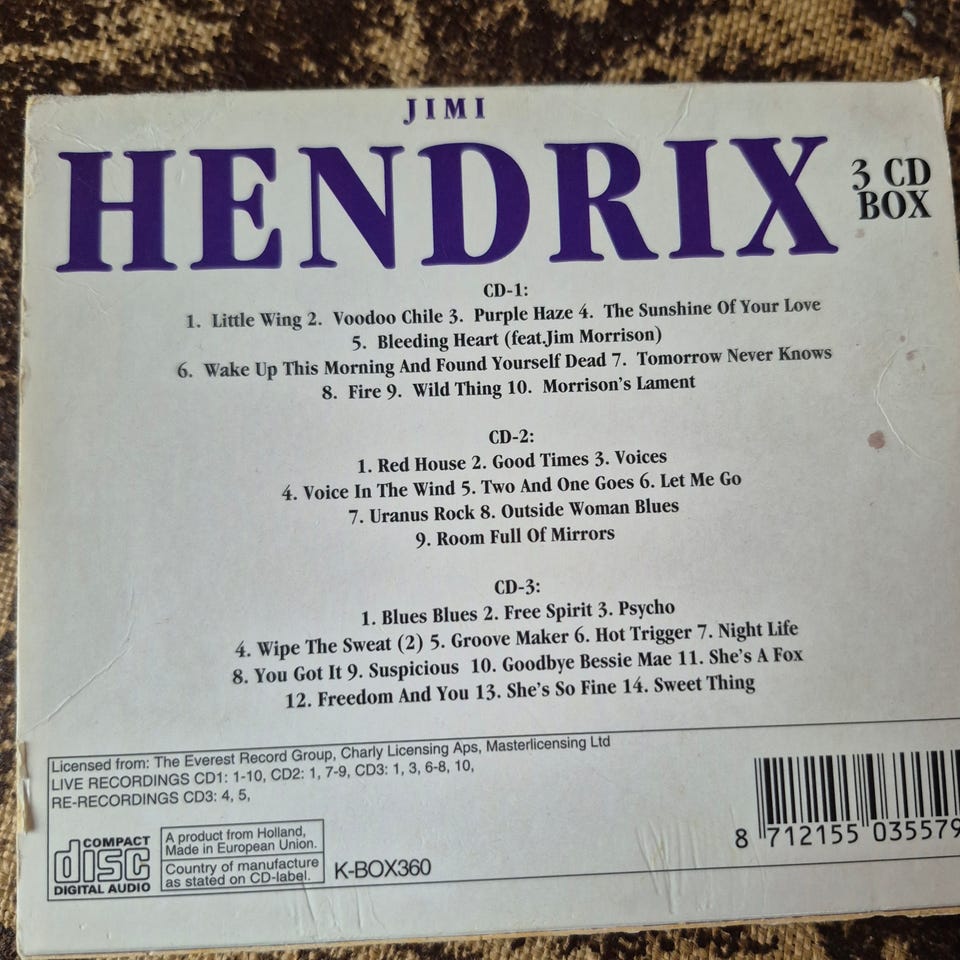 JIMI
HENDRIX
3 CD
BOX
CD-1:
1. Little Wing 2. Voodoo Chile 3. Purple Haze 4. The Sunshine Of Your Love
5. Bleeding Heart (feat.Jim Morrison)
6. Wake Up This Morning And Found Yourself Dead 7. Tomorrow Never Knows
8. Fire 9. Wild Thing 10. Morrison's Lament
CD-2:
1. Red House 2. Good Times 3. Voices
4. Voice In The Wind 5. Two And One Goes 6. Let Me Go
7. Uranus Rock 8. Outside Woman Blues
9. Room Full Of Mirrors
CD-3:
1. Blues Blues 2. Free Spirit 3. Psycho
4. Wipe The Sweat (2) 5. Groove Maker 6. Hot Trigger 7. Night Life
8. You Got It 9. Suspicious 10. Goodbye Bessie Mae 11. She's A Fox
12. Freedom And You 13. She's So Fine 14. Sweet Thing
Licensed from: The Everest Record Group, Charly Licensing Aps, Masterlicensing Ltd
LIVE RECORDINGS CD1: 1-10, CD2: 1, 7-9, CD3: 1, 3, 6-8, 10,
RE-RECORDINGS CD3: 4, 5,
COMPACT
disc
DIGITAL AUDIO
A product from Holland,
Made in European Union.
Country of manufacture
as stated on CD-label.
K-BOX360
8 712155 035579